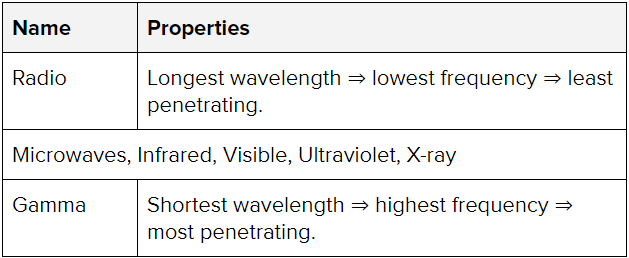 Name Properties
Radio Longest wavelength ⇒ lowest frequency ⇒ least
penetrating.
Microwaves, Infrared, Visible, Ultraviolet, X-ray
Gamma Shortest wavelength ⇒ highest frequency ⇒
most penetrating.